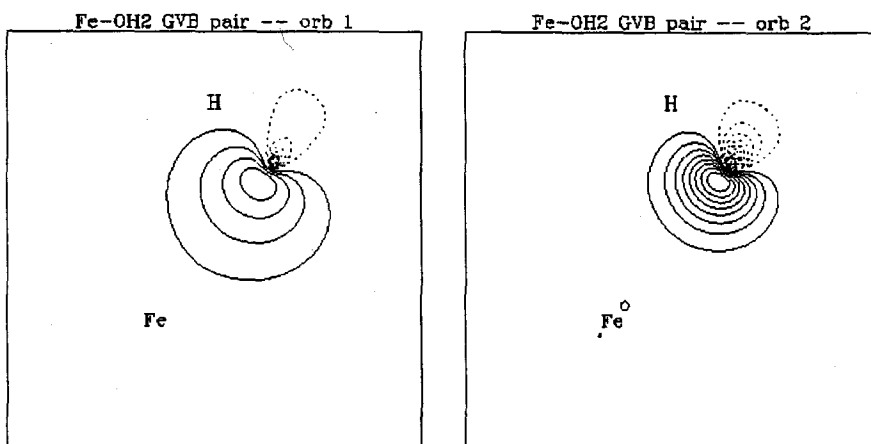 Fe-OH2 GVB pair -- orb 1
Fe-OH2 GVB pair -- orb 2
H
H
Fe
Fe